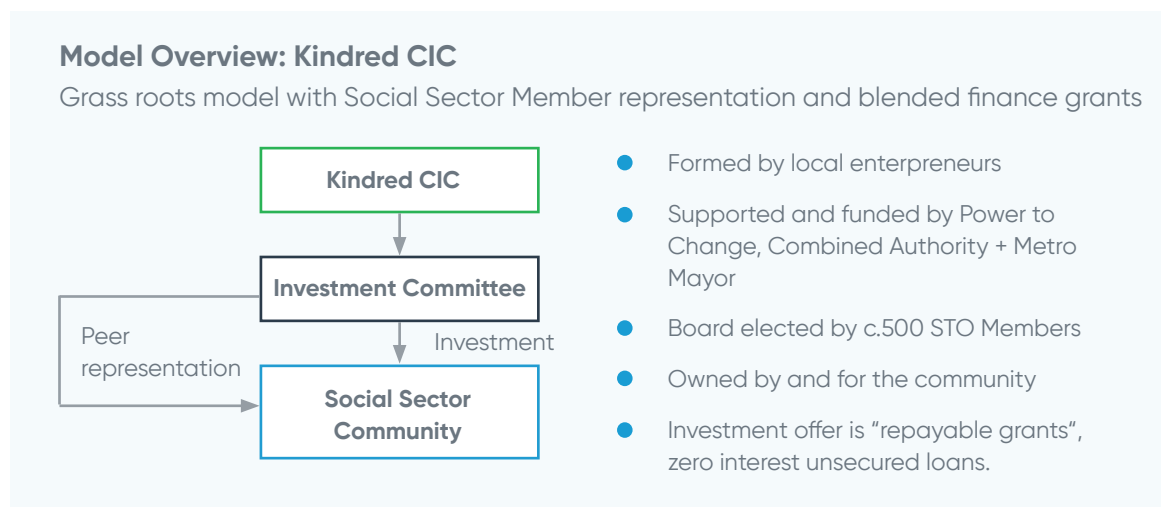 Model Overview: Kindred CIC
Grass roots model with Social Sector Member representation and blended finance grants
Kindred CIC
Investment Committee
Peer
representation
Investment
Social Sector
Community
Formed by local enterpreneurs
Supported and funded by Power to
Change, Combined Authority + Metro
Mayor
Board elected by c.500 STO Members
Owned by and for the community
Investment offer is “repayable grants“,
zero interest unsecured loans.